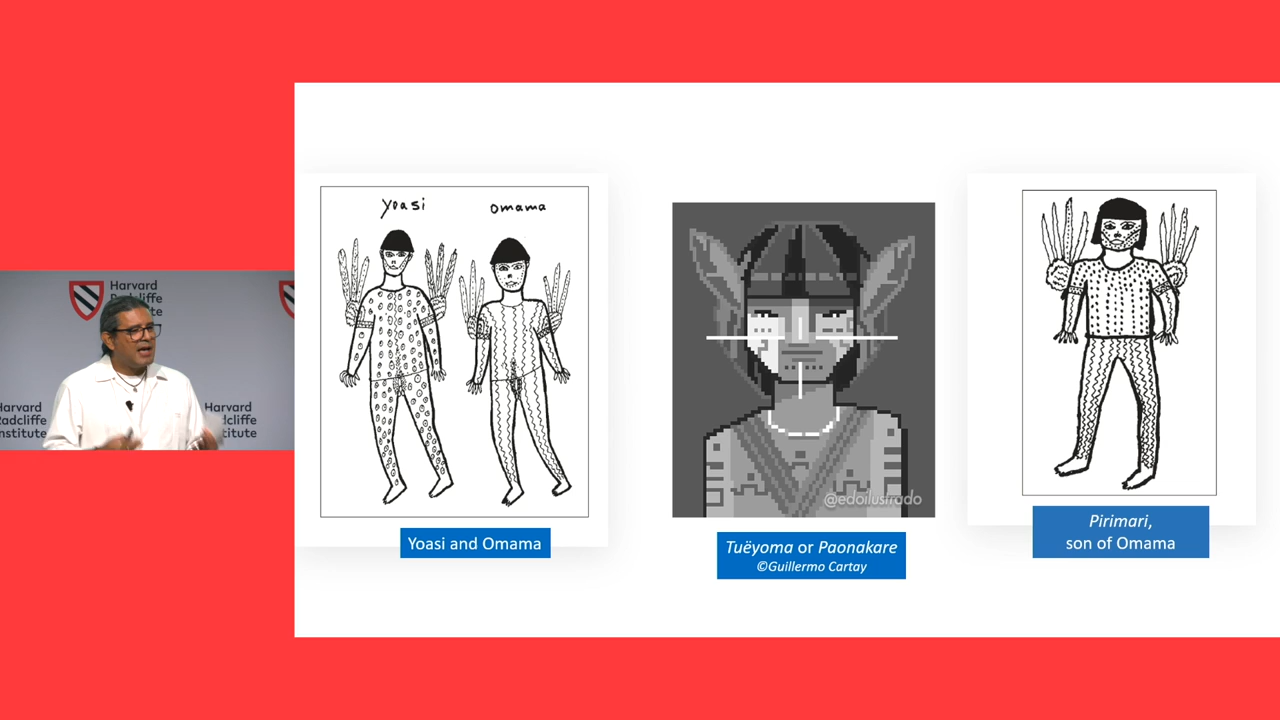 Harvard
Radcliffe
Harvard
Radcliffe
Institute
Harvard
yoasi
omama
@edoilustrado
Yoasi and Omama
Tuëyoma or Paonakare
©Guillermo Cartay
Pirimari,
son of Omama